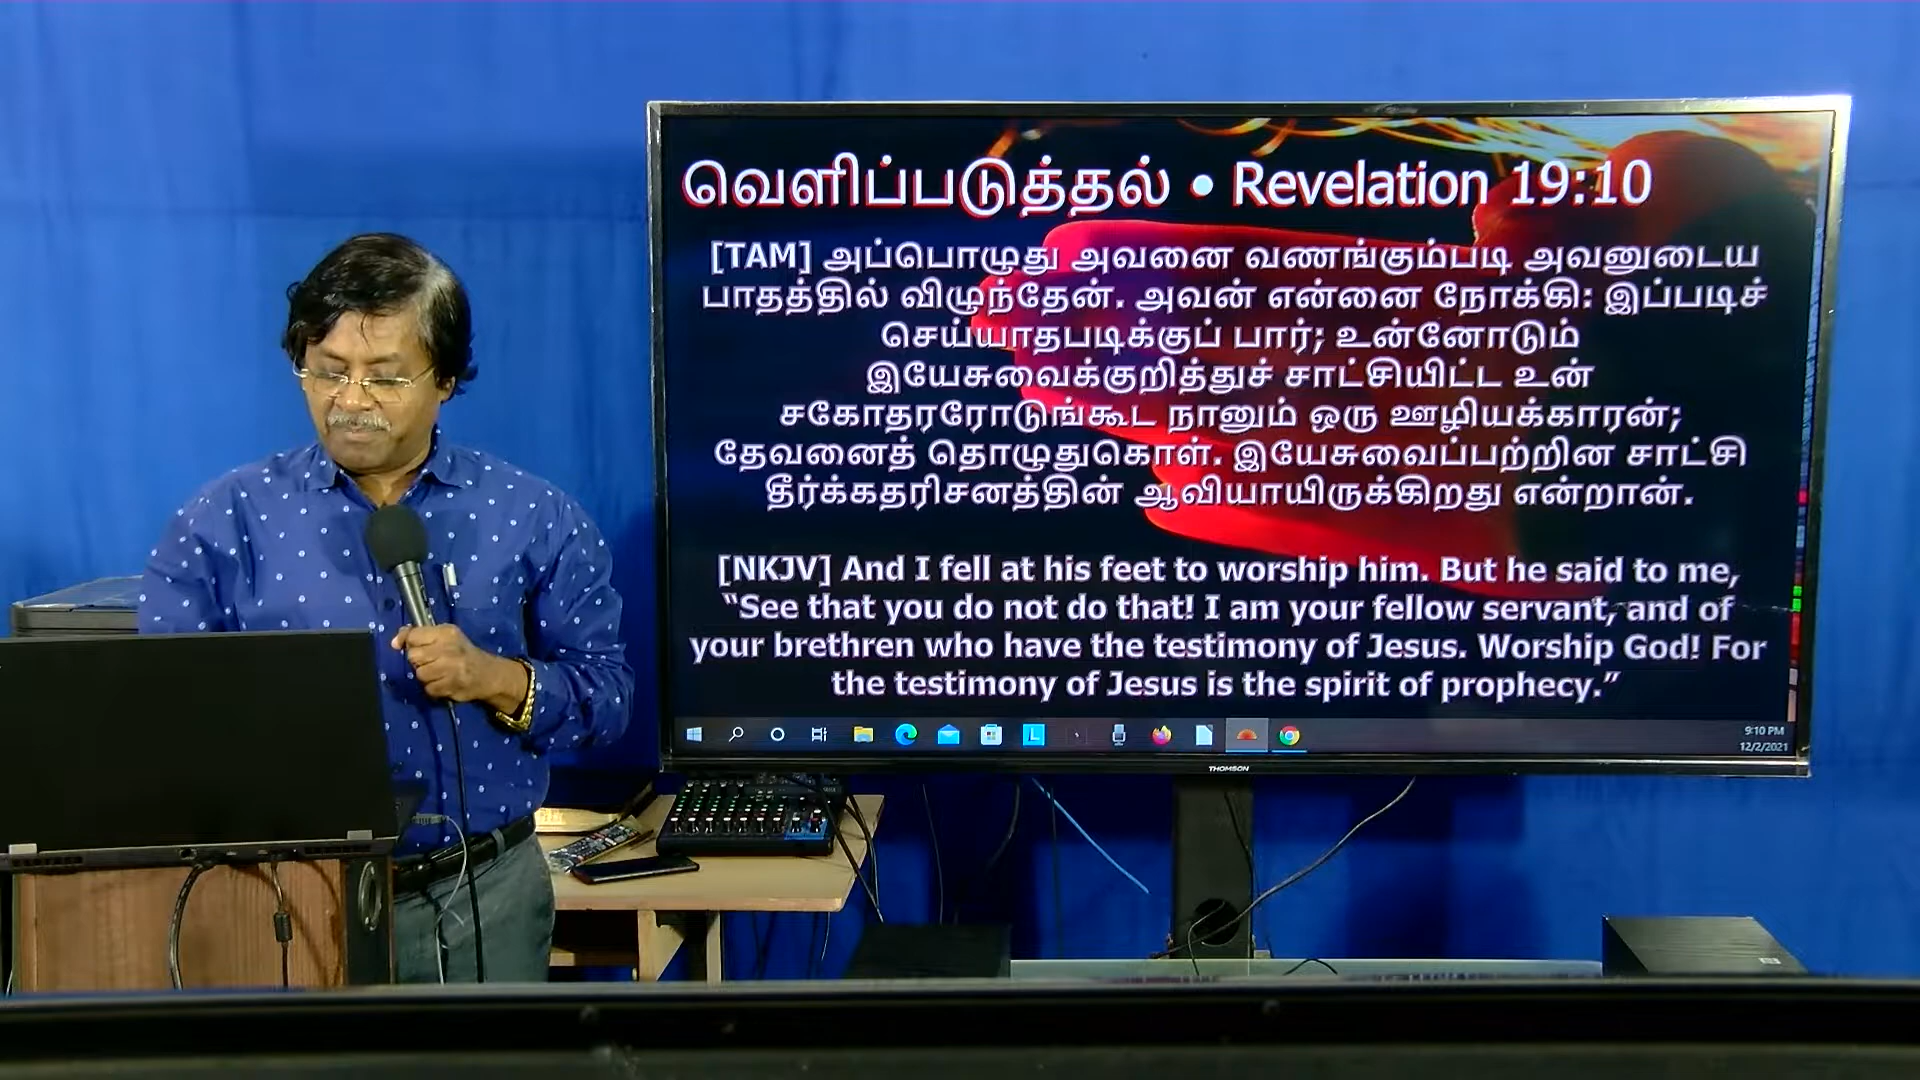 வெளிப்படுத்தல் • Revelation 19:10
[TAM] அப்பொழுது அவனை வணங்கும்படி அவனுடைய
பாதத்தில் விழுந்தேன். அவன் என்னை நோக்கி: இப்படிச்
செய்யாதபடிக்குப் பார்; உன்னோடும்
இயேசுவைக்குறித்துச் சாட்சியிட்ட உன்
சகோதரரோடுங்கூட நானும் ஒரு ஊழியக்காரன்;
தேவனைத் தொழுதுகொள். இயேசுவைப்பற்றின சாட்சி
தீர்க்கதரிசனத்தின் ஆவியாயிருக்கிறது என்றான்.
[NKJV] And I fell at his feet to worship him. But he said to me,
“See that you do not do that! I am your fellow servant, and of
your brethren who have the testimony of Jesus. Worship God! For
the testimony of Jesus is the spirit of prophecy.”
L
9:10 PM
12/2/2021
THOMSON